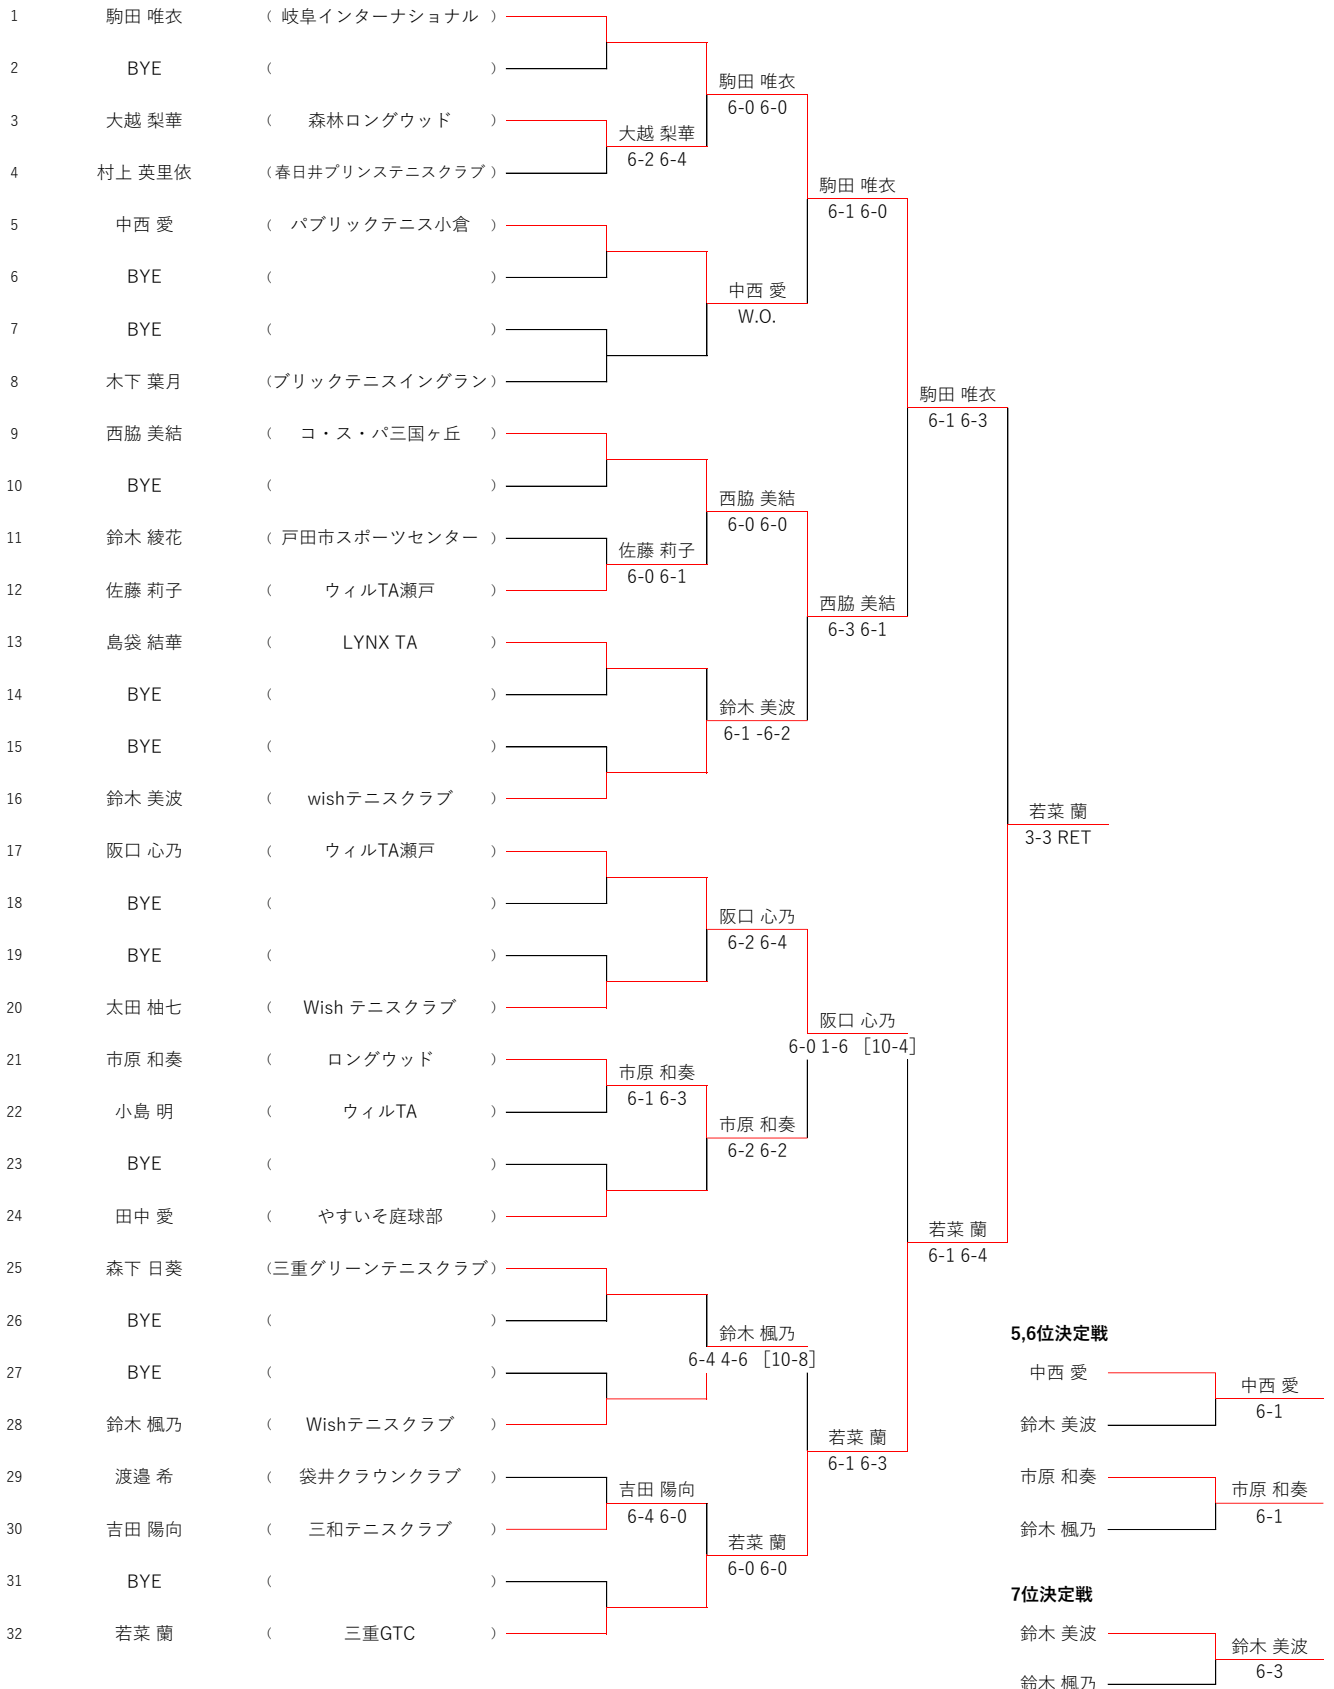 1 駒田 唯衣 ( 岐阜インターナショナル )
2 BYE ( )
駒田 唯衣
6-0 6-0
3 大越 梨華 ( 森林ロングウッド )
大越 梨華
6-2 6-4
4 村上 英里依 ( 春日井プリンステニスクラブ )
駒田 唯衣
6-1 6-0
5 中西 愛 ( パブリックテニス小倉 )
6 BYE ( )
中西 愛
W.O.
7 BYE ( )
8 木下 葉月 ( ブリックテニスイングラン )
駒田 唯衣
6-1 6-3
9 西脇 美結 ( コ・ス・パ三国ヶ丘 )
10 BYE ( )
西脇 美結
6-0 6-0
11 鈴木 綾花 ( 戸田市スポーツセンター )
佐藤 莉子
6-0 6-1
12 佐藤 莉子 ( ウィルTA瀬戸 )
西脇 美結
6-3 6-1
13 島袋 結華 ( LYNX TA )
14 BYE ( )
鈴木 美波
6-1 -6-2
15 BYE ( )
16 鈴木 美波 ( wishテニスクラブ )
若菜 蘭
3-3 RET
17 阪口 心乃 ( ウィルTA瀬戸 )
18 BYE ( )
阪口 心乃
6-2 6-4
19 BYE ( )
20 太田 柚七 ( Wish テニスクラブ )
阪口 心乃
6-0 1-6 [10-4]
21 市原 和奏 ( ロングウッド )
市原 和奏
6-1 6-3
22 小島 明 ( ウィルTA )
市原 和奏
6-2 6-2
23 BYE ( )
24 田中 愛 ( やすいそ庭球部 )
若菜 蘭
6-1 6-4
25 森下 日葵 ( 三重グリーンテニスクラブ )
26 BYE ( )
鈴木 楓乃
6-4 4-6 [10-8]
27 BYE ( )
28 鈴木 楓乃 ( Wishテニスクラブ )
若菜 蘭
6-1 6-3
29 渡邉 希 ( 袋井クラウンクラブ )
吉田 陽向
6-4 6-0
30 吉田 陽向 ( 三和テニスクラブ )
若菜 蘭
6-0 6-0
31 BYE ( )
32 若菜 蘭 ( 三重GTC )
5,6位決定戦
中西 愛
中西 愛
6-1
鈴木 美波
市原 和奏
市原 和奏
6-1
鈴木 楓乃
7位決定戦
鈴木 美波
鈴木 美波
6-3
鈴木 楓乃